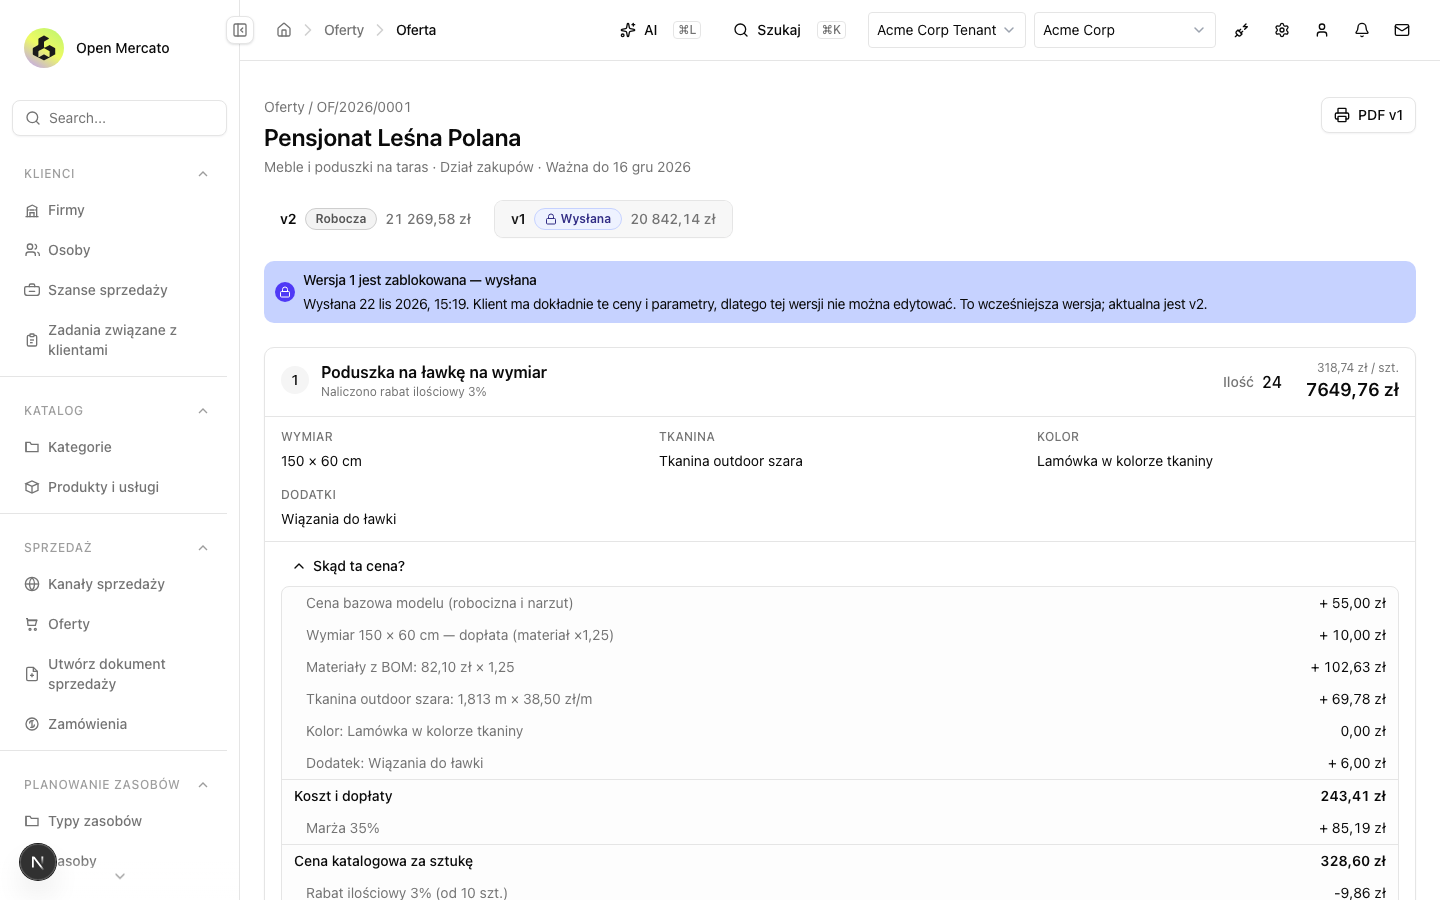 Open Mercato
Oferty
Oferta
AI ⌘L
Szukaj ⌘K
Acme Corp Tenant
Acme Corp
Search...
KLIENCI
Firmy
Osoby
Szanse sprzedaży
Zadania związane z
klientami
KATALOG
Kategorie
Produkty i usługi
SPRZEDAŻ
Kanały sprzedaży
Oferty
Utwórz dokument
sprzedaży
Zamówienia
PLANOWANIE ZASOBÓW
Typy zasobów
asoby
N
Oferty / OF/2026/0001
Pensjonat Leśna Polana
Meble i poduszki na taras · Dział zakupów · Ważna do 16 gru 2026
PDF v1
v2 Robocza 21 269,58 zł
v1 Wysłana 20 842,14 zł
Wersja 1 jest zablokowana — wysłana
Wysłana 22 lis 2026, 15:19. Klient ma dokładnie te ceny i parametry, dlatego tej wersji nie można edytować. To wcześniejsza wersja; aktualna jest v2.
1
Poduszka na ławkę na wymiar
Naliczono rabat ilościowy 3%
Ilość 24
318,74 zł / szt.
7649,76 zł
WYMIAR
150 × 60 cm
TKANINA
Tkanina outdoor szara
KOLOR
Lamówka w kolorze tkaniny
DODATKI
Wiązania do ławki
Skąd ta cena?
Cena bazowa modelu (robocizna i narzut) + 55,00 zł
Wymiar 150 × 60 cm — dopłata (materiał ×1,25) + 10,00 zł
Materiały z BOM: 82,10 zł × 1,25 + 102,63 zł
Tkanina outdoor szara: 1,813 m × 38,50 zł/m + 69,78 zł
Kolor: Lamówka w kolorze tkaniny 0,00 zł
Dodatek: Wiązania do ławki + 6,00 zł
Koszt i dopłaty 243,41 zł
Marża 35% + 85,19 zł
Cena katalogowa za sztukę 328,60 zł
Rabat ilościowy 3% (od 10 szt.) -9,86 zł